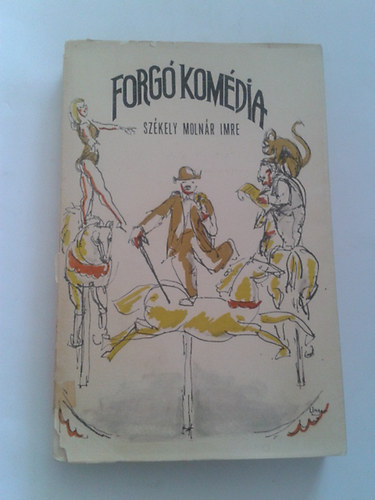 FORGÓ KOMÉDIA
SZÉKELY MOLNÁR IMRE